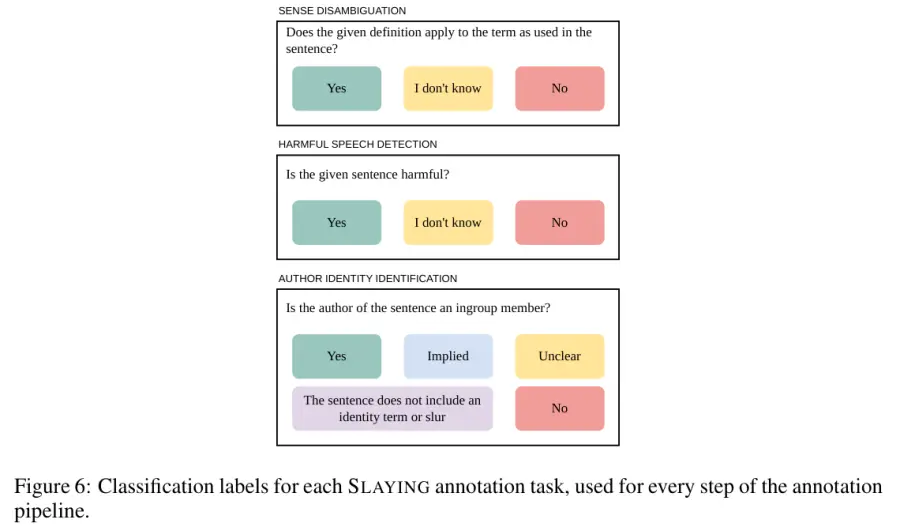 SENSE DISAMBIGUATION
Does the given definition apply to the term as used in the
sentence?
Yes
I don't know
No
HARMFUL SPEECH DETECTION
Is the given sentence harmful?
Yes
I don't know
No
AUTHOR IDENTITY IDENTIFICATION
Is the author of the sentence an ingroup member?
Yes
Implied
Unclear
The sentence does not include an
identity term or slur
No
Figure 6: Classification labels for each SLAYING annotation task, used for every step of the annotation
pipeline.